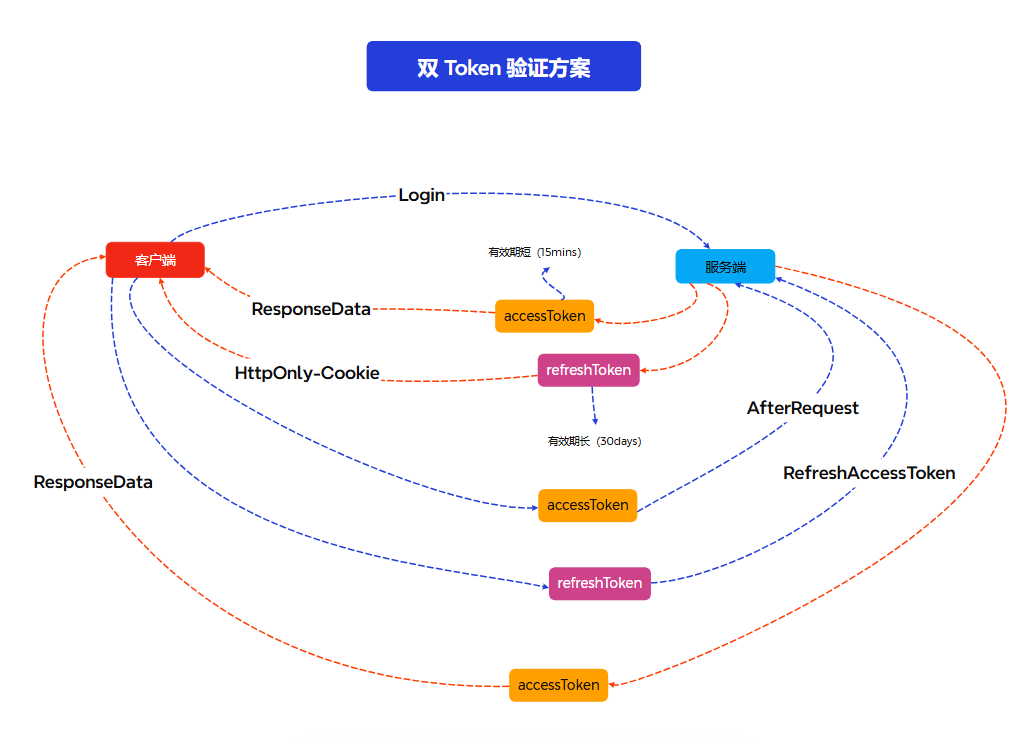 双 Token 验证方案
Login
客户端
有效期短（15mins）
服务端
ResponseData
accessToken
HttpOnly-Cookie
refreshToken
AfterRequest
有效期长（30days）
RefreshAccessToken
ResponseData
accessToken
refreshToken
accessToken